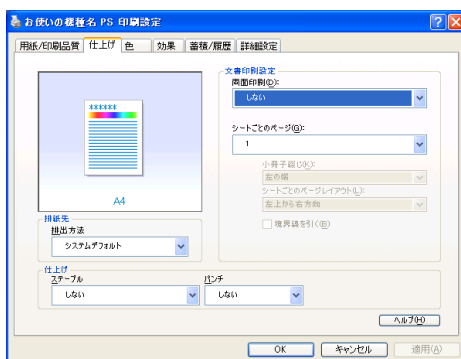 お使いの機種名 PS 印刷設定
用紙/印刷品質 仕上げ 色 効果 蓄積/履歴 詳細設定
******
A4
文書印刷設定
両面印刷(D):
しない
シートごとのページ(G):
1
小冊子綴じ(K):
左の端
シートごとのページレイアウト(L):
左上から右方向
境界線を引く(B)
排紙先
排出方法
システムデフォルト
仕上げ
ステープル パンチ
しない しない
ヘルプ(H)
OK キャンセル 適用(A)